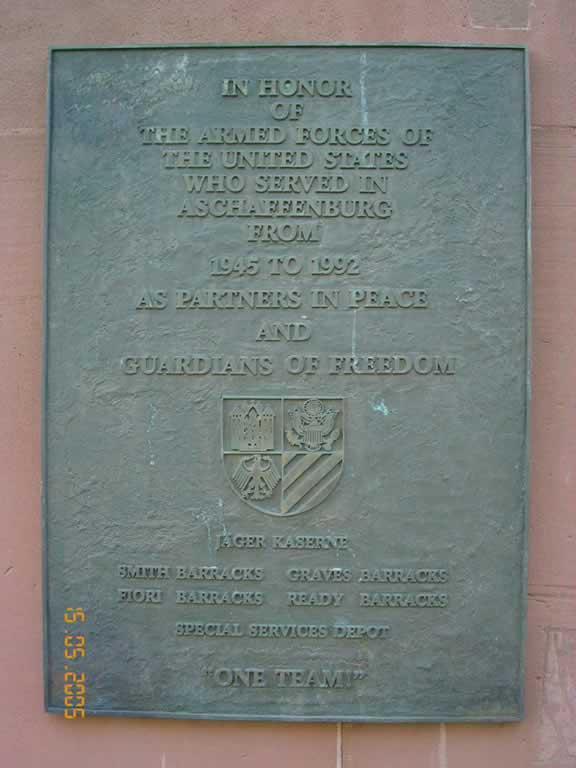 IN HONOR
OF
THE ARMED FORCES OF
THE UNITED STATES
WHO SERVED IN
ASCHAFFENBURG
FROM
1945 TO 1992
AS PARTNERS IN PEACE
AND
GUARDIANS OF FREEDOM
JÄGER KASERNE
SMITH BARRACKS GRAVES BARRACKS
FIORI BARRACKS READY BARRACKS
SPECIAL SERVICES DEPOT
"ONE TEAM!"
15.05.2005